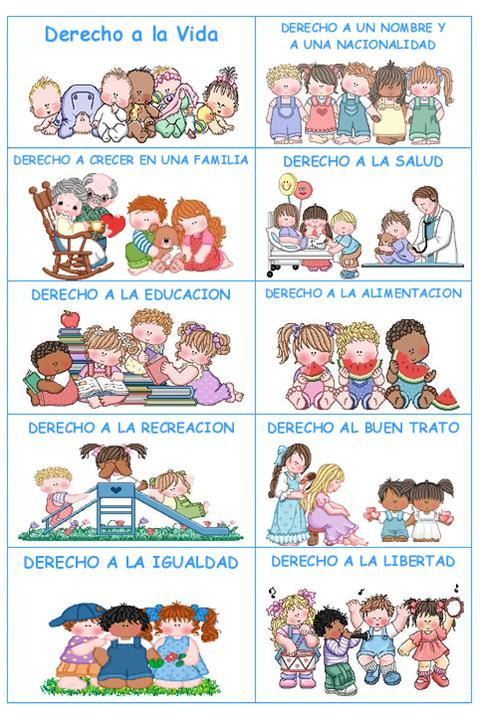 Derecho a la Vida
DERECHO A UN NOMBRE Y
A UNA NACIONALIDAD
DERECHO A CRECER EN UNA FAMILIA
DERECHO A LA SALUD
DERECHO A LA EDUCACION
DERECHO A LA ALIMENTACION
DERECHO A LA RECREACION
DERECHO AL BUEN TRATO
DERECHO A LA IGUALDAD
DERECHO A LA LIBERTAD